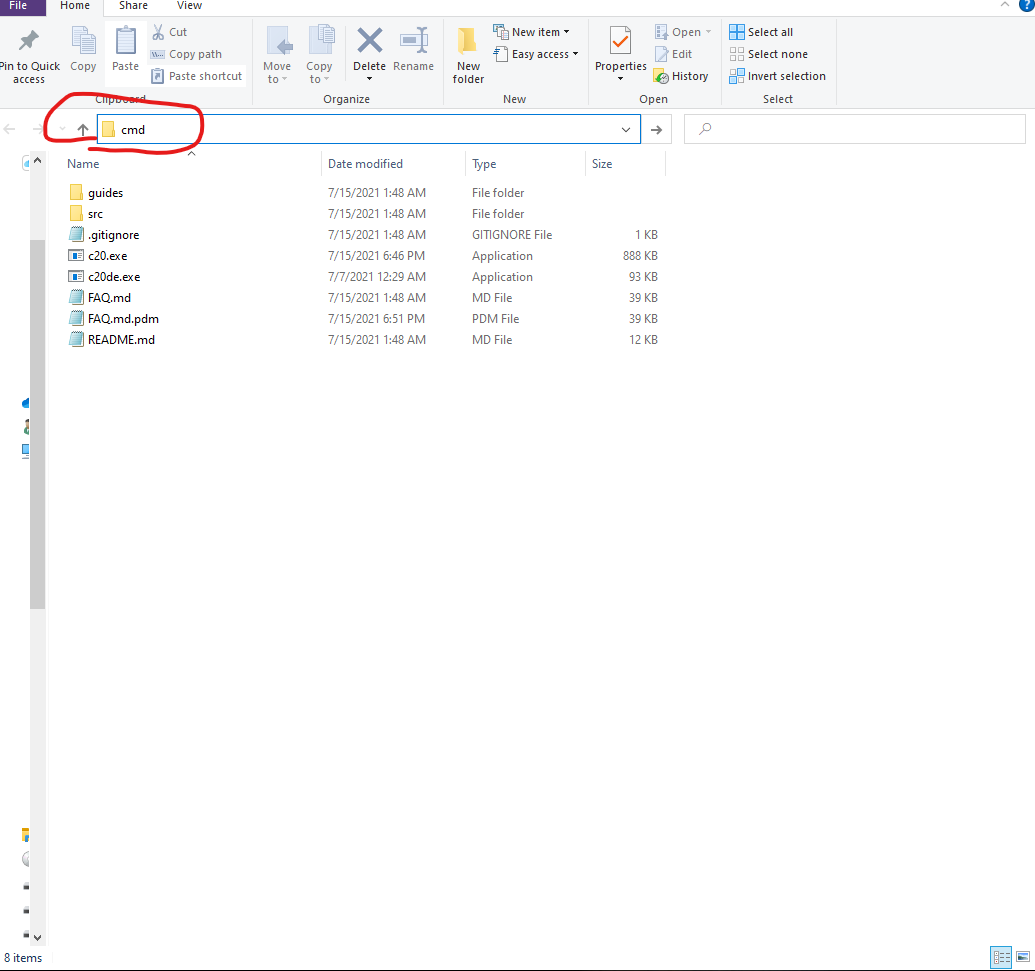 File Home Share View
Pin to Quick access
Copy
Paste
Cut
Copy path
Paste shortcut
Clipboard
Move to
Copy to
Delete
Rename
Organize
New folder
New item
Easy access
New
Properties
Open
Edit
History
Open
Select all
Select none
Invert selection
Select
cmd
Name Date modified Type Size
guides 7/15/2021 1:48 AM File folder
src 7/15/2021 1:48 AM File folder
.gitignore 7/15/2021 1:48 AM GITIGNORE File 1 KB
c20.exe 7/15/2021 6:46 PM Application 888 KB
c20de.exe 7/7/2021 12:29 AM Application 93 KB
FAQ.md 7/15/2021 1:48 AM MD File 39 KB
FAQ.md.pdm 7/15/2021 6:51 PM PDM File 39 KB
README.md 7/15/2021 1:48 AM MD File 12 KB
8 items